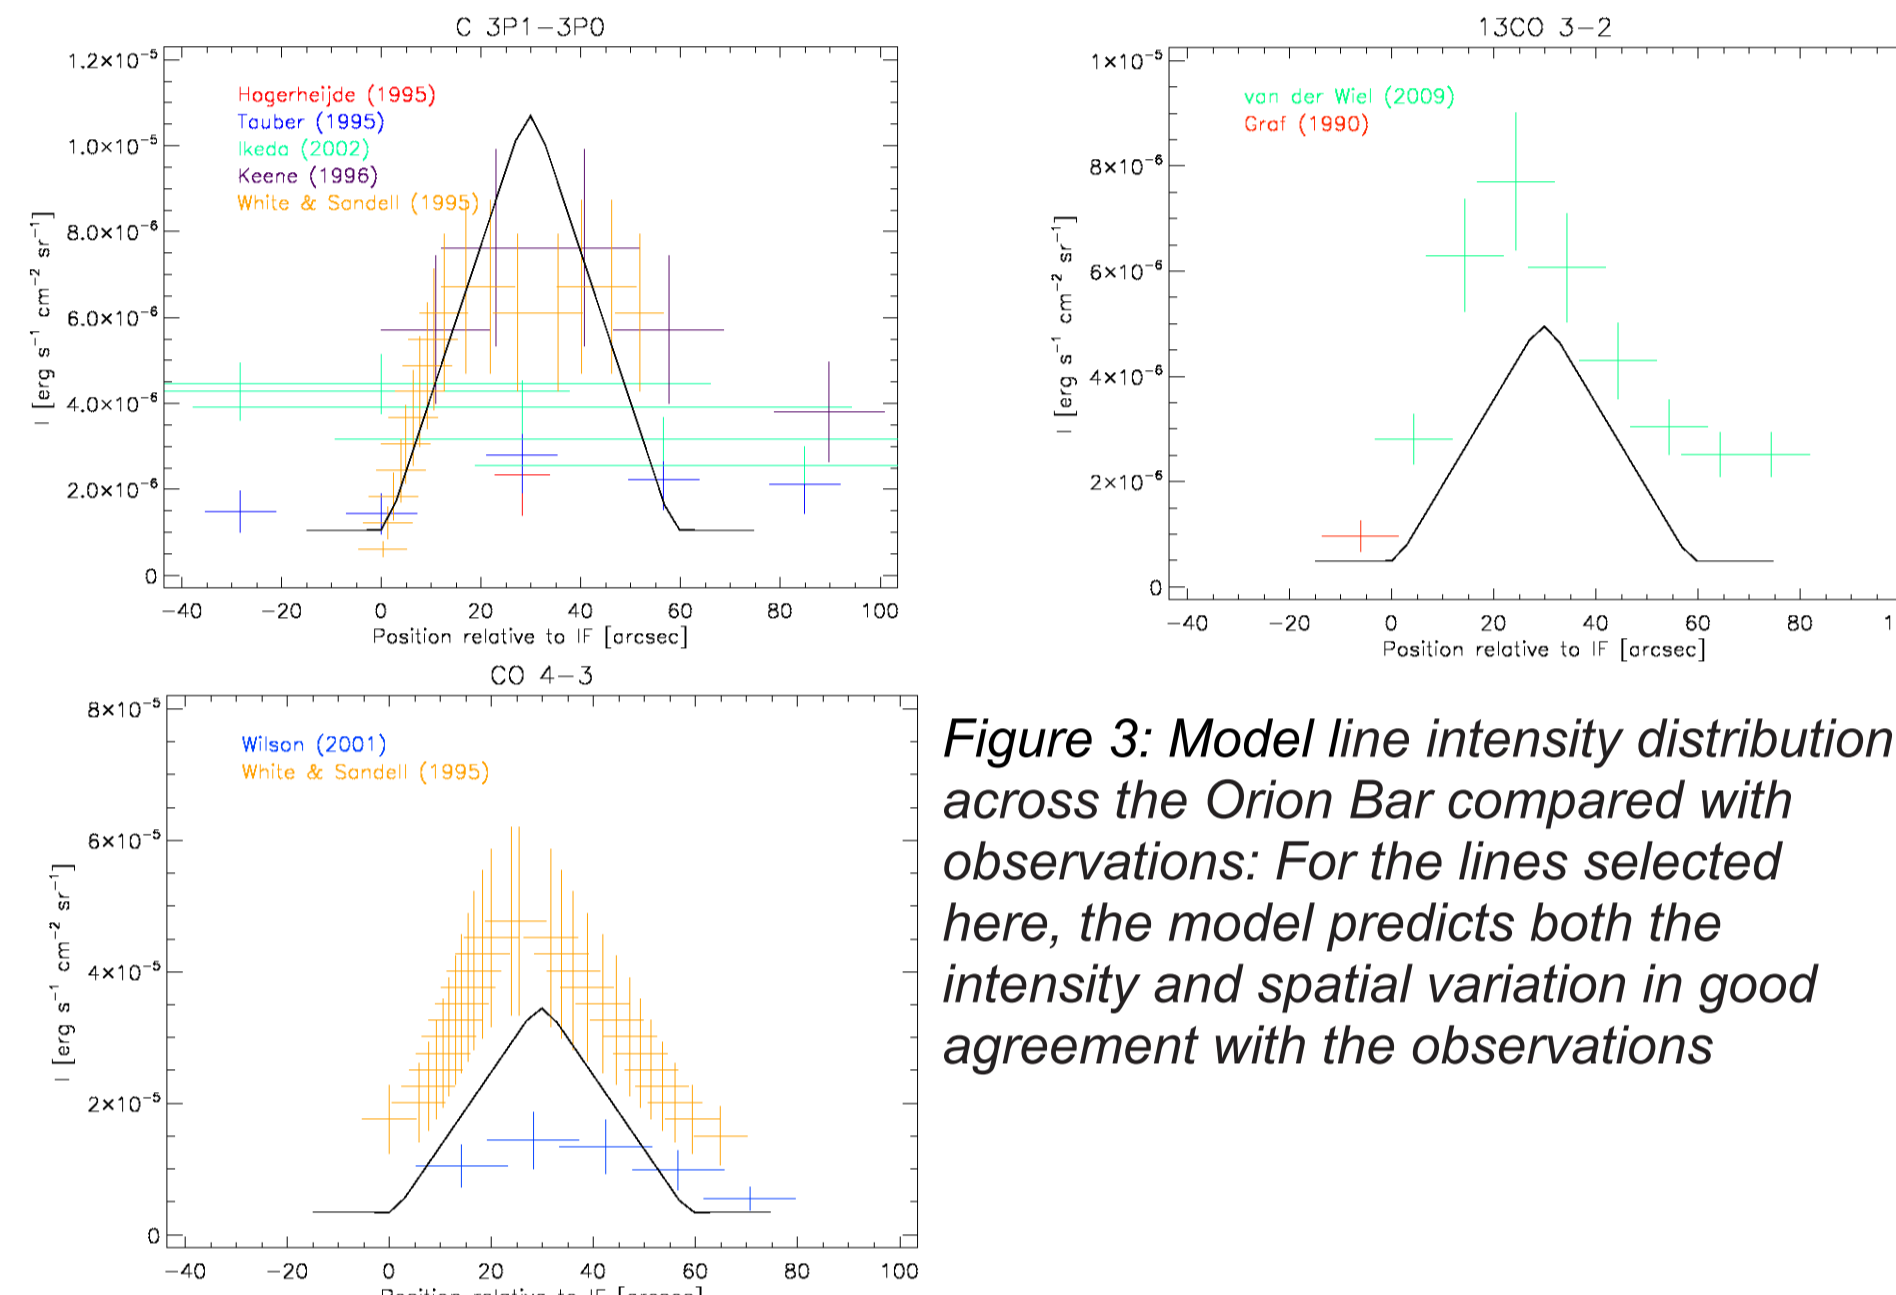 C 3P1−3P0
1.2×10⁻⁵
1.0×10⁻⁵
8.0×10⁻⁶
6.0×10⁻⁶
4.0×10⁻⁶
2.0×10⁻⁶
0
I [erg s⁻¹ cm⁻² sr⁻¹]
Hogerheijde (1995)
Tauber (1995)
Ikeda (2002)
Keene (1996)
White & Sandell (1995)
−40 −20 0 20 40 60 80 100
Position relative to IF [arcsec]
13CO 3−2
1×10⁻⁵
8×10⁻⁶
6×10⁻⁶
4×10⁻⁶
2×10⁻⁶
0
I [erg s⁻¹ cm⁻² sr⁻¹]
van der Wiel (2009)
Graf (1990)
−40 −20 0 20 40 60 80 1
Position relative to IF [arcsec]
CO 4−3
8×10⁻⁵
6×10⁻⁵
4×10⁻⁵
2×10⁻⁵
0
I [erg s⁻¹ cm⁻² sr⁻¹]
Wilson (2001)
White & Sandell (1995)
−40 −20 0 20 40 60 80 100
Position relative to IF [arcsec]
Figure 3: Model line intensity distribution
across the Orion Bar compared with
observations: For the lines selected
here, the model predicts both the
intensity and spatial variation in good
agreement with the observations